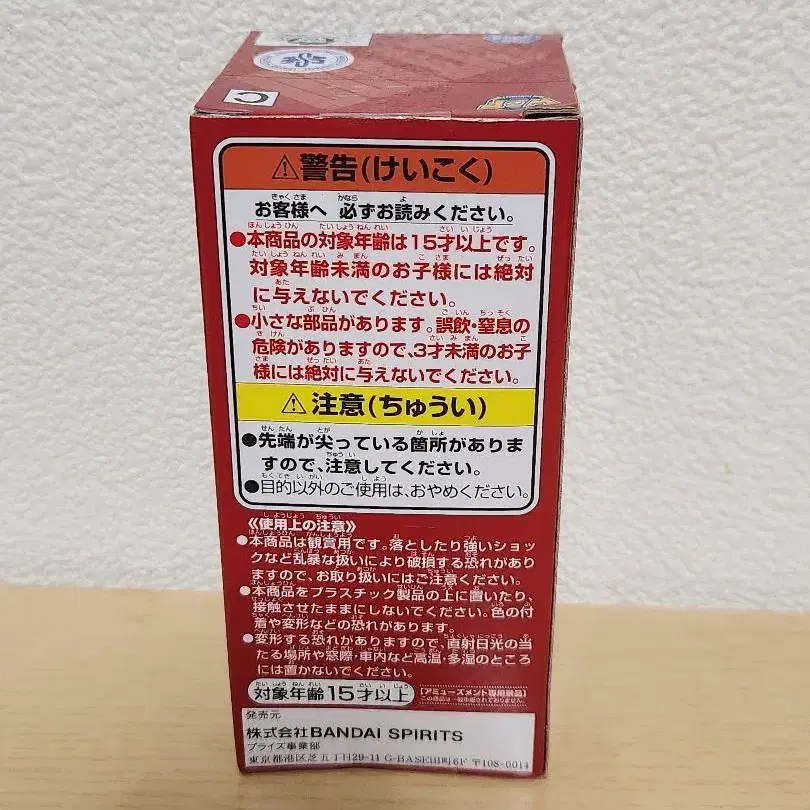 C
WCF
⚠警告(けいこく)
お客様へ 必ずお読みください。
●本商品の対象年齢は15才以上です。
対象年齢未満のお子様には絶対
に与えないでください。
●小さな部品があります。誤飲・窒息の
危険がありますので、3才未満のお子
様には絶対に与えないでください。
⚠注意(ちゅうい)
●先端が尖っている箇所がありま
すので、注意してください。
●目的以外のご使用は、おやめください。
《使用上の注意》
●本商品は観賞用です。落としたり強いショッ
クなど乱暴な扱いにより破損する恐れがあり
ますので、お取り扱いにはご注意ください。
●本商品をプラスチック製品の上に置いたり、
接触させたままにしないでください。色の付
着や変形などの恐れがあります。
●変形する恐れがありますので、直射日光の当
たる場所や窓際・車内など高温・多湿のところ
には置かないでください。
対象年齢15才以上
【アミューズメント専用景品】
この景品は一般市販されておりません。
発売元
株式会社BANDAI SPIRITS
プライズ事業部
東京都港区芝五丁目29-11 G-BASE田町6F 〒108-0014